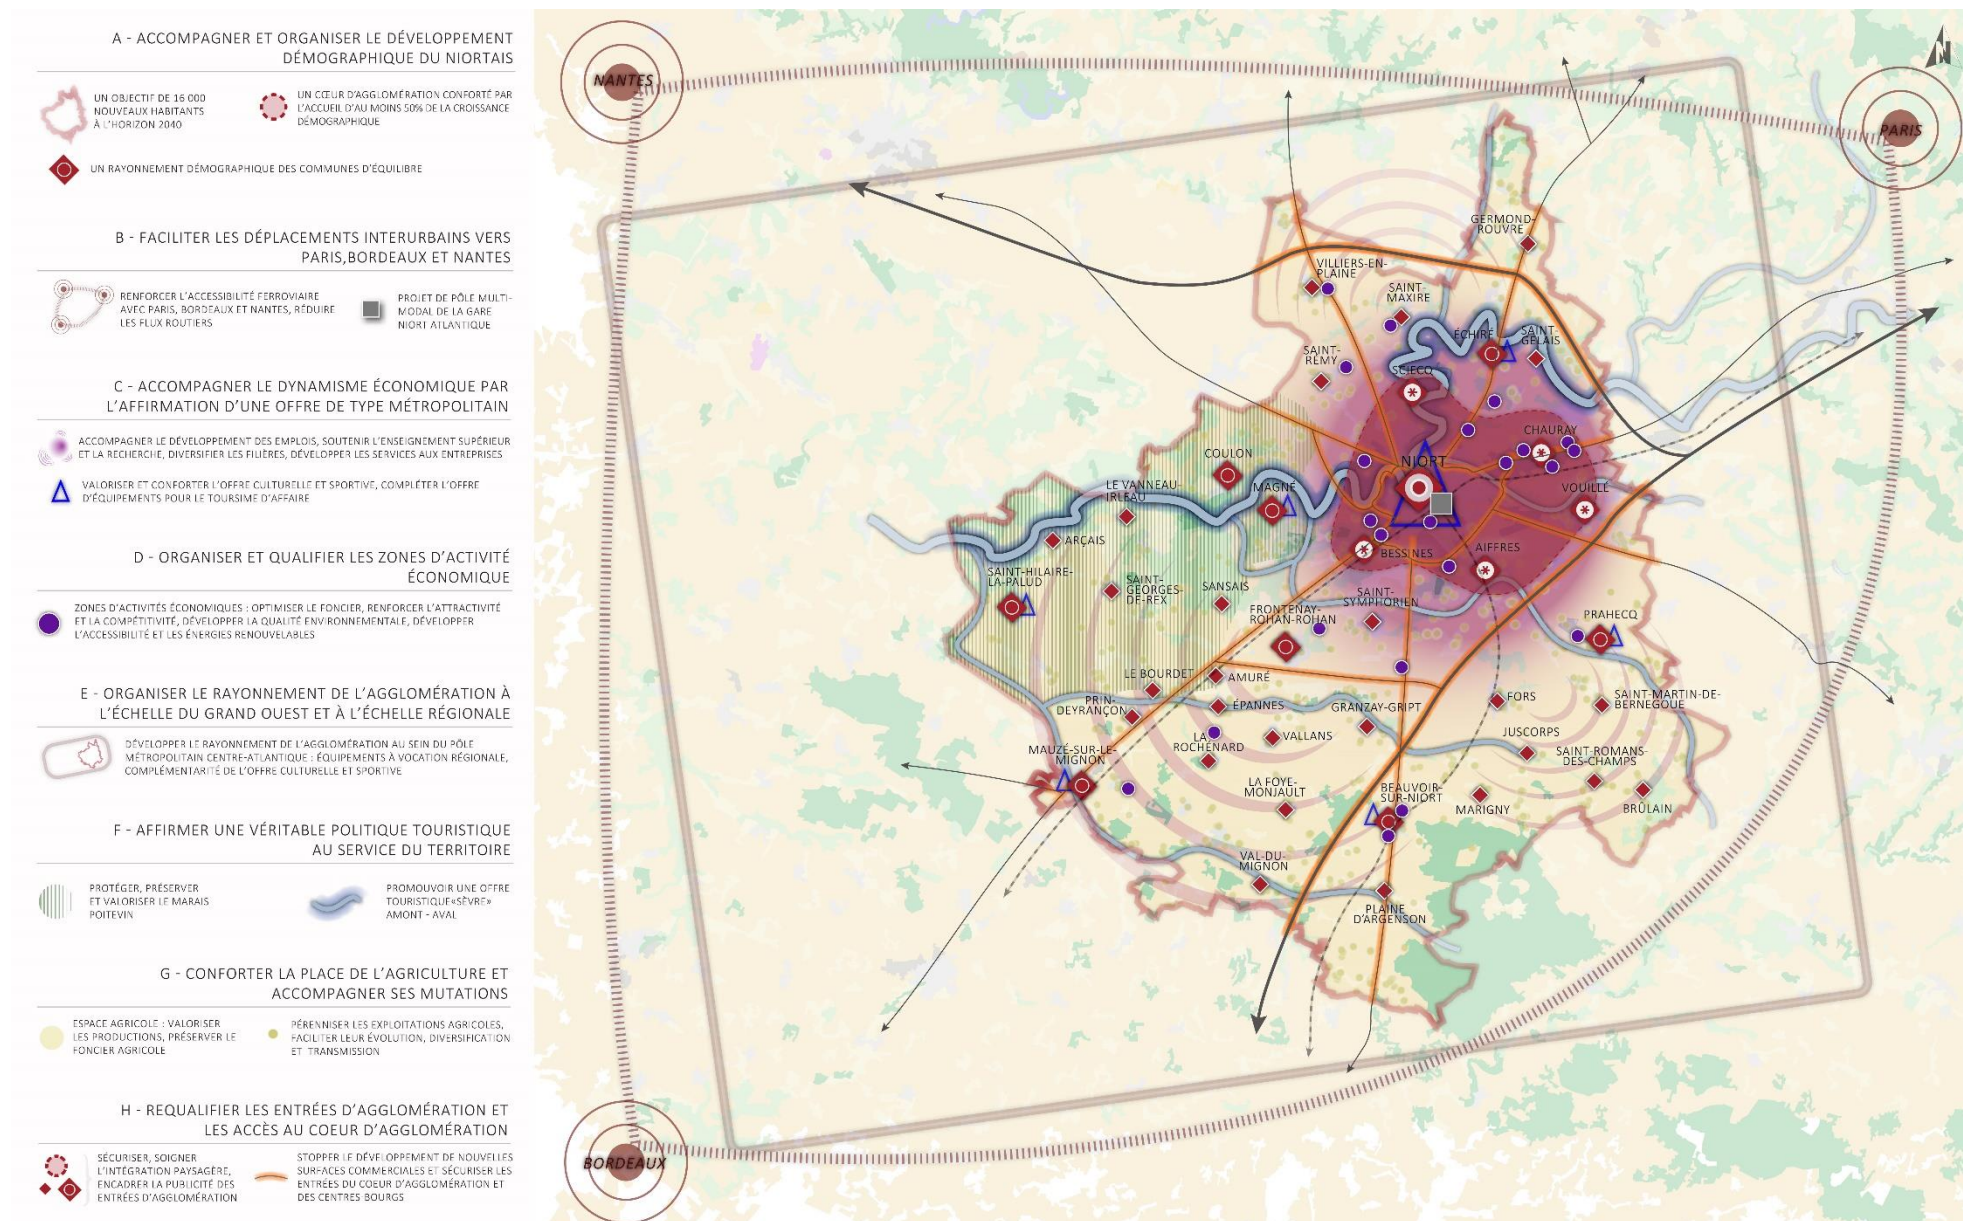 A - ACCOMPAGNER ET ORGANISER LE DÉVELOPPEMENT
DÉMOGRAPHIQUE DU NIORTAIS
UN OBJECTIF DE 16 000
NOUVEAUX HABITANTS
À L'HORIZON 2040
UN CŒUR D'AGGLOMÉRATION CONFORTÉ PAR
L'ACCUEIL D'AU MOINS 50% DE LA CROISSANCE
DÉMOGRAPHIQUE
UN RAYONNEMENT DÉMOGRAPHIQUE DES COMMUNES D'ÉQUILIBRE
B - FACILITER LES DÉPLACEMENTS INTERURBAINS VERS
PARIS,BORDEAUX ET NANTES
RENFORCER L'ACCESSIBILITÉ FERROVIAIRE
AVEC PARIS, BORDEAUX ET NANTES, RÉDUIRE
LES FLUX ROUTIERS
PROJET DE PÔLE MULTI-
MODAL DE LA GARE
NIORT ATLANTIQUE
C - ACCOMPAGNER LE DYNAMISME ÉCONOMIQUE PAR
L'AFFIRMATION D'UNE OFFRE DE TYPE MÉTROPOLITAIN
ACCOMPAGNER LE DÉVELOPPEMENT DES EMPLOIS, SOUTENIR L'ENSEIGNEMENT SUPÉRIEUR
ET LA RECHERCHE, DIVERSIFIER LES FILIÈRES, DÉVELOPPER LES SERVICES AUX ENTREPRISES
VALORISER ET CONFORTER L'OFFRE CULTURELLE ET SPORTIVE, COMPLÉTER L'OFFRE
D'ÉQUIPEMENTS POUR LE TOURSIME D'AFFAIRE
D - ORGANISER ET QUALIFIER LES ZONES D'ACTIVITÉ
ÉCONOMIQUE
ZONES D'ACTIVITÉS ÉCONOMIQUES : OPTIMISER LE FONCIER, RENFORCER L'ATTRACTIVITÉ
ET LA COMPÉTITIVITÉ, DÉVELOPPER LA QUALITÉ ENVIRONNEMENTALE, DÉVELOPPER
L'ACCESSIBILITÉ ET LES ÉNERGIES RENOUVELABLES
E - ORGANISER LE RAYONNEMENT DE L'AGGLOMÉRATION À
L'ÉCHELLE DU GRAND OUEST ET À L'ÉCHELLE RÉGIONALE
DÉVELOPPER LE RAYONNEMENT DE L'AGGLOMÉRATION AU SEIN DU PÔLE
MÉTROPOLITAIN CENTRE-ATLANTIQUE : ÉQUIPEMENTS À VOCATION RÉGIONALE,
COMPLÉMENTARITÉ DE L'OFFRE CULTURELLE ET SPORTIVE
F - AFFIRMER UNE VÉRITABLE POLITIQUE TOURISTIQUE
AU SERVICE DU TERRITOIRE
PROTÉGER, PRÉSERVER
ET VALORISER LE MARAIS
POITEVIN
PROMOUVOIR UNE OFFRE
TOURISTIQUE«SÈVRE»
AMONT - AVAL
G - CONFORTER LA PLACE DE L'AGRICULTURE ET
ACCOMPAGNER SES MUTATIONS
ESPACE AGRICOLE : VALORISER
LES PRODUCTIONS, PRÉSERVER LE
FONCIER AGRICOLE
PÉRENNISER LES EXPLOITATIONS AGRICOLES,
FACILITER LEUR ÉVOLUTION, DIVERSIFICATION
ET TRANSMISSION
H - REQUALIFIER LES ENTRÉES D'AGGLOMÉRATION ET
LES ACCÈS AU COEUR D'AGGLOMÉRATION
SÉCURISER, SOIGNER
L'INTÉGRATION PAYSAGÈRE,
ENCADRER LA PUBLICITÉ DES
ENTRÉES D'AGGLOMÉRATION
STOPPER LE DÉVELOPPEMENT DE NOUVELLES
SURFACES COMMERCIALES ET SÉCURISER LES
ENTRÉES DU COEUR D'AGGLOMÉRATION ET
DES CENTRES-BOURGS
NANTES
PARIS
N
GERMOND-
ROUVRE
VILLIERS-EN-
PLAINE
SAINT-
MAXIRE
ÉCHIRÉ
SAINT-
GELAIS
SAINT-
RÉMY
SCIECQ
CHAURAY
COULON
NIORT
LE VANNEAU-
IRLEAU
MAGNÉ
VOUILLÉ
ARÇAIS
BESSINES
AIFFRES
SAINT-HILAIRE-
LA-PALUD
SAINT-
GEORGES-
DE-REX
SANSAIS
SAINT-
SYMPHORIEN
FRONTENAY-
ROHAN-ROHAN
PRAHECQ
LE BOURDET
AMURÉ
PRIN-
DEYRANÇON
ÉPANNES
GRANZAY-GRIPT
FORS
SAINT-MARTIN-DE-
BERNEGOUE
LA
ROCHÉNARD
VALLANS
JUSCORPS
MAUZÉ-SUR-LE-
MIGNON
SAINT-ROMANS-
DES-CHAMPS
LA FOYE-
MONJAULT
BEAUVOIR-
SUR-NIORT
MARIGNY
BRÛLAIN
VAL-DU-
MIGNON
PLAINE
D'ARGENSON
BORDEAUX